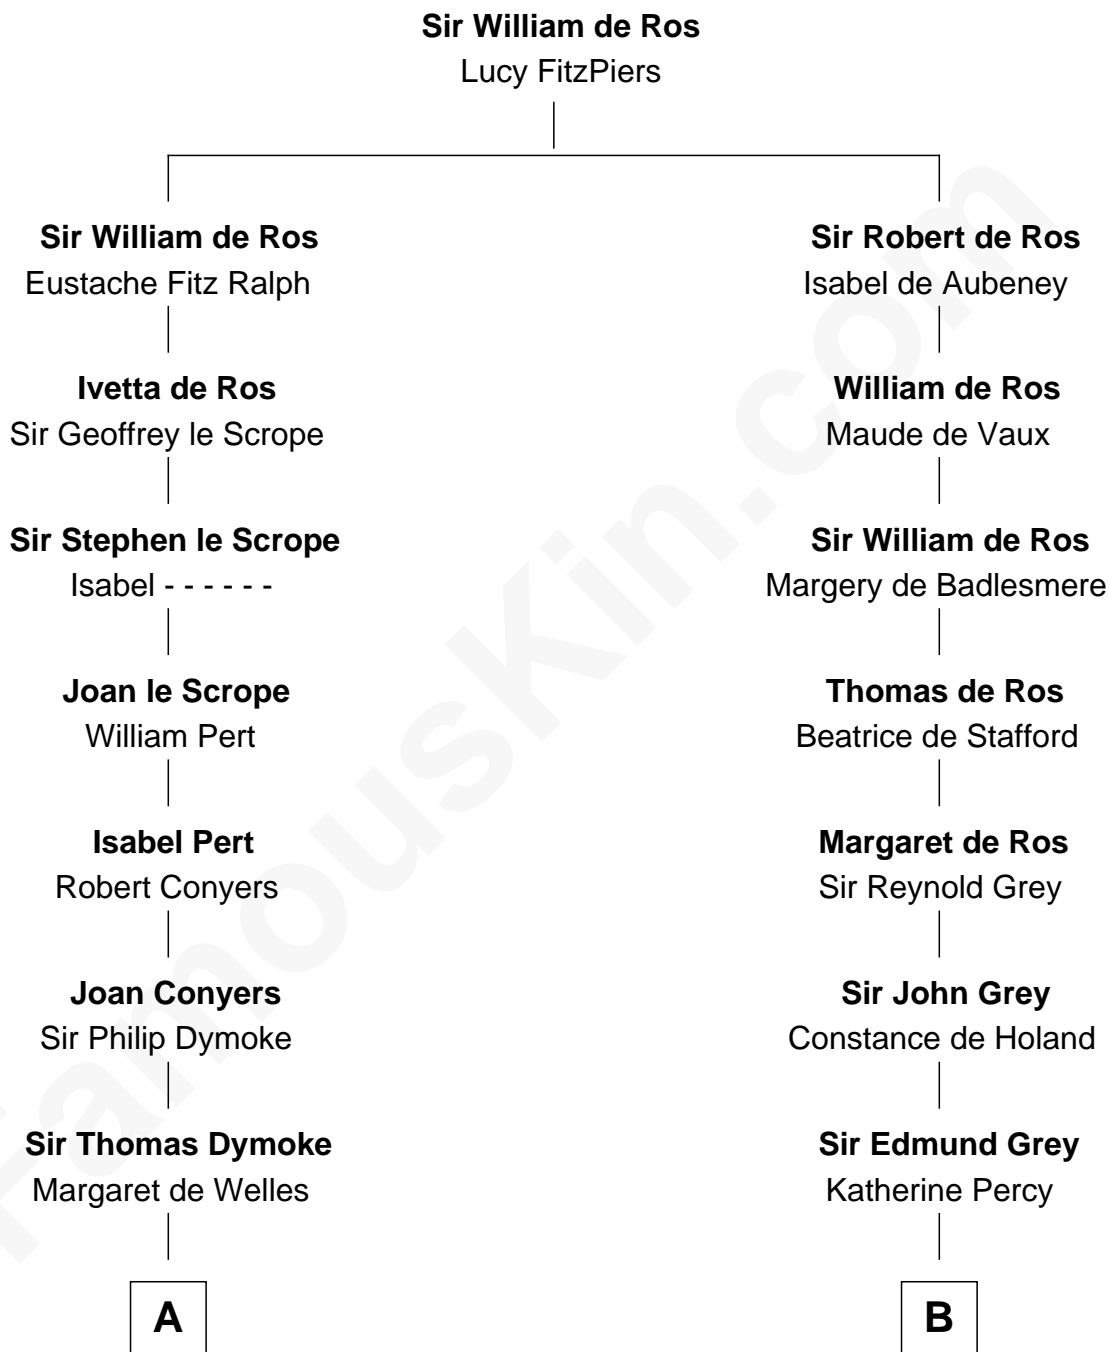 Sir William de Ros
Lucy FitzPiers
Sir William de Ros
Eustache Fitz Ralph
Sir Robert de Ros
Isabel de Aubeney
Ivetta de Ros
Sir Geoffrey le Scrope
William de Ros
Maude de Vaux
Sir Stephen le Scrope
Isabel - - - - - -
Sir William de Ros
Margery de Badlesmere
Joan le Scrope
William Pert
Thomas de Ros
Beatrice de Stafford
Isabel Pert
Robert Conyers
Margaret de Ros
Sir Reynold Grey
Joan Conyers
Sir Philip Dymoke
Sir John Grey
Constance de Holand
Sir Thomas Dymoke
Margaret de Welles
Sir Edmund Grey
Katherine Percy
A
B
FamousKin.com